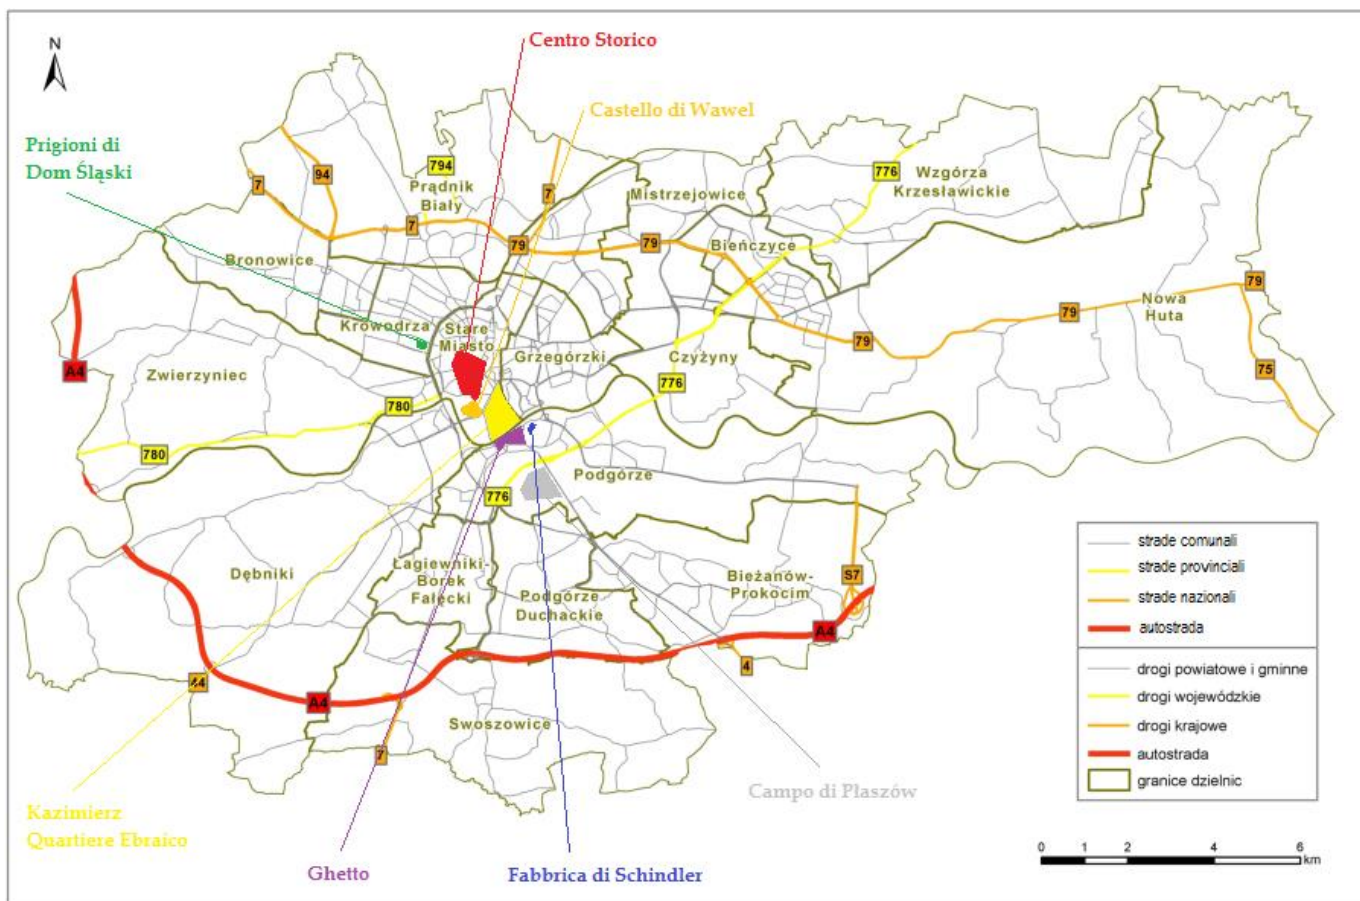 N
Centro Storico
Castello di Wawel
Prigioni di
Dom Śląski
794
776
94
7
7
7
Prądnik
Biały
Mistrzejowice
Wzgórza
Krzesławickie
79
79
Bieńczyce
Bronowice
79
79
Nowa
Huta
Krowodrza
Stare
Miasto
Grzegórzki
Czyżyny
79
A4
Zwierzyniec
776
75
780
780
Podgórze
776
Dębniki
Łagiewniki-
Borek
Fałęcki
Podgórze
Duchackie
Bieżanów-
Prokocim
S7
A4
4
44
A4
Swoszowice
7
Campo di Płaszów
Kazimierz
Quartiere Ebraico
Ghetto
Fabbrica di Schindler
strade comunali
strade provinciali
strade nazionali
autostrada
drogi powiatowe i gminne
drogi wojewódzkie
drogi krajowe
autostrada
granice dzielnic
0 1 2 4 6
km